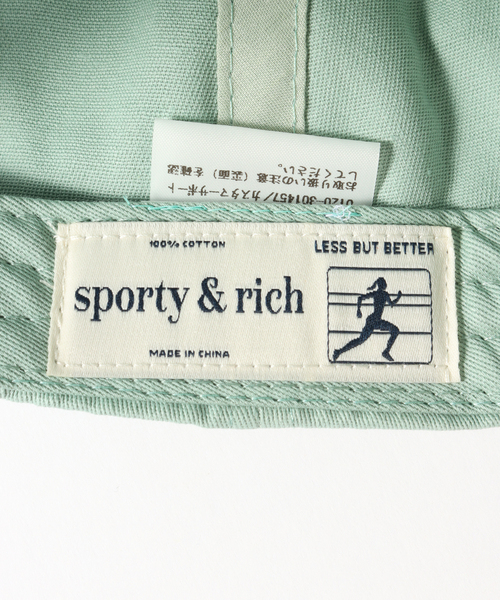 0120-301457/カスタマーサポート
お取り扱いの注意（裏面）を確認
してください。
100% COTTON
LESS BUT BETTER
sporty & rich
MADE IN CHINA